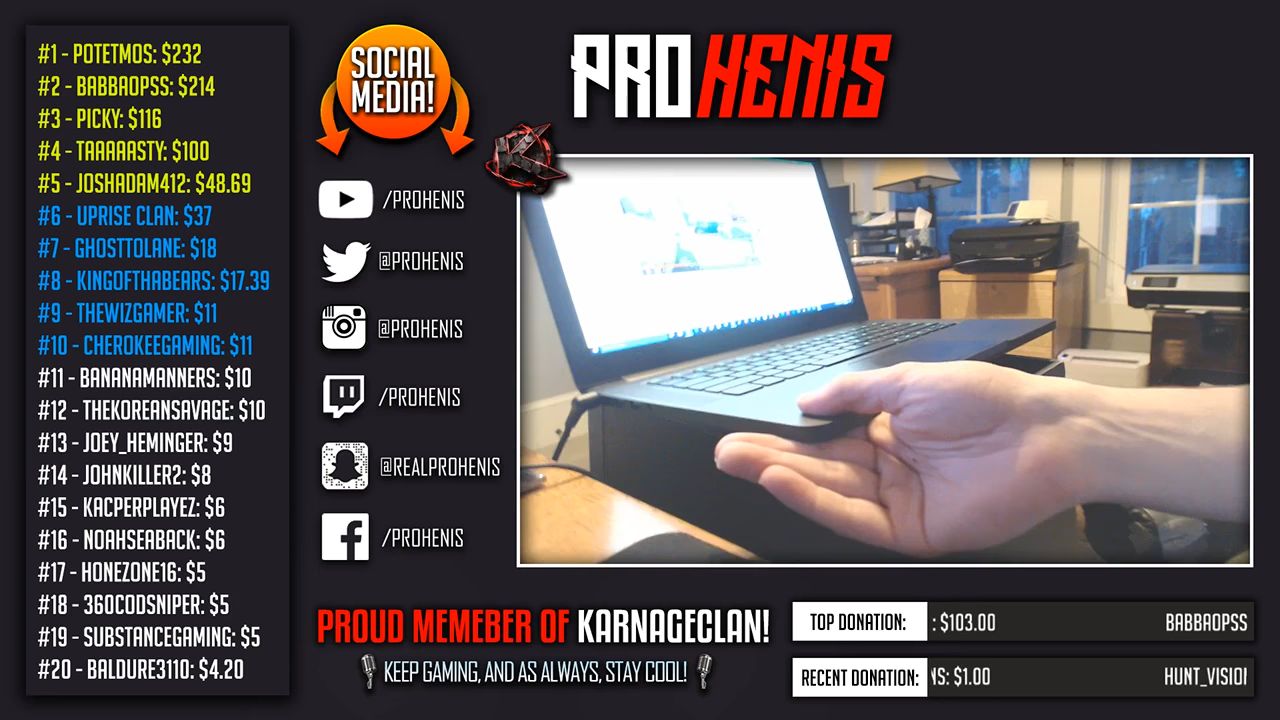 #1 - POTETMOS: $232
#2 - BABBAOPSS: $214
#3 - PICKY: $116
#4 - TAAAAASTY: $100
#5 - JOSHADAM412: $48.69
#6 - UPRISE CLAN: $37
#7 - GHOSTTOLANE: $18
#8 - KINGOFTHABEARS: $17.39
#9 - THEWIZGAMER: $11
#10 - CHEROKEEGAMING: $11
#11 - BANANAMANNERS: $10
#12 - THEKOREANSAVAGE: $10
#13 - JOEY_HEMINGER: $9
#14 - JOHNKILLER2: $8
#15 - KACPERPLAYEZ: $6
#16 - NOAHSEABACK: $6
#17 - HONEZONE16: $5
#18 - 360CODSNIPER: $5
#19 - SUBSTANCEGAMING: $5
#20 - BALDURE3110: $4.20
SOCIAL
MEDIA!
/PROHENIS
@PROHENIS
@PROHENIS
/PROHENIS
@REALPROHENIS
/PROHENIS
PROHENIS
PROUD MEMEBER OF KARNAGECLAN!
KEEP GAMING, AND AS ALWAYS, STAY COOL!
TOP DONATION: : $103.00 BABBAOPSS
RECENT DONATION: NS: $1.00 HUNT_VISIO